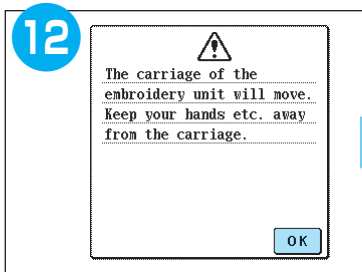 12
The carriage of the
embroidery unit will move.
Keep your hands etc. away
from the carriage.
OK